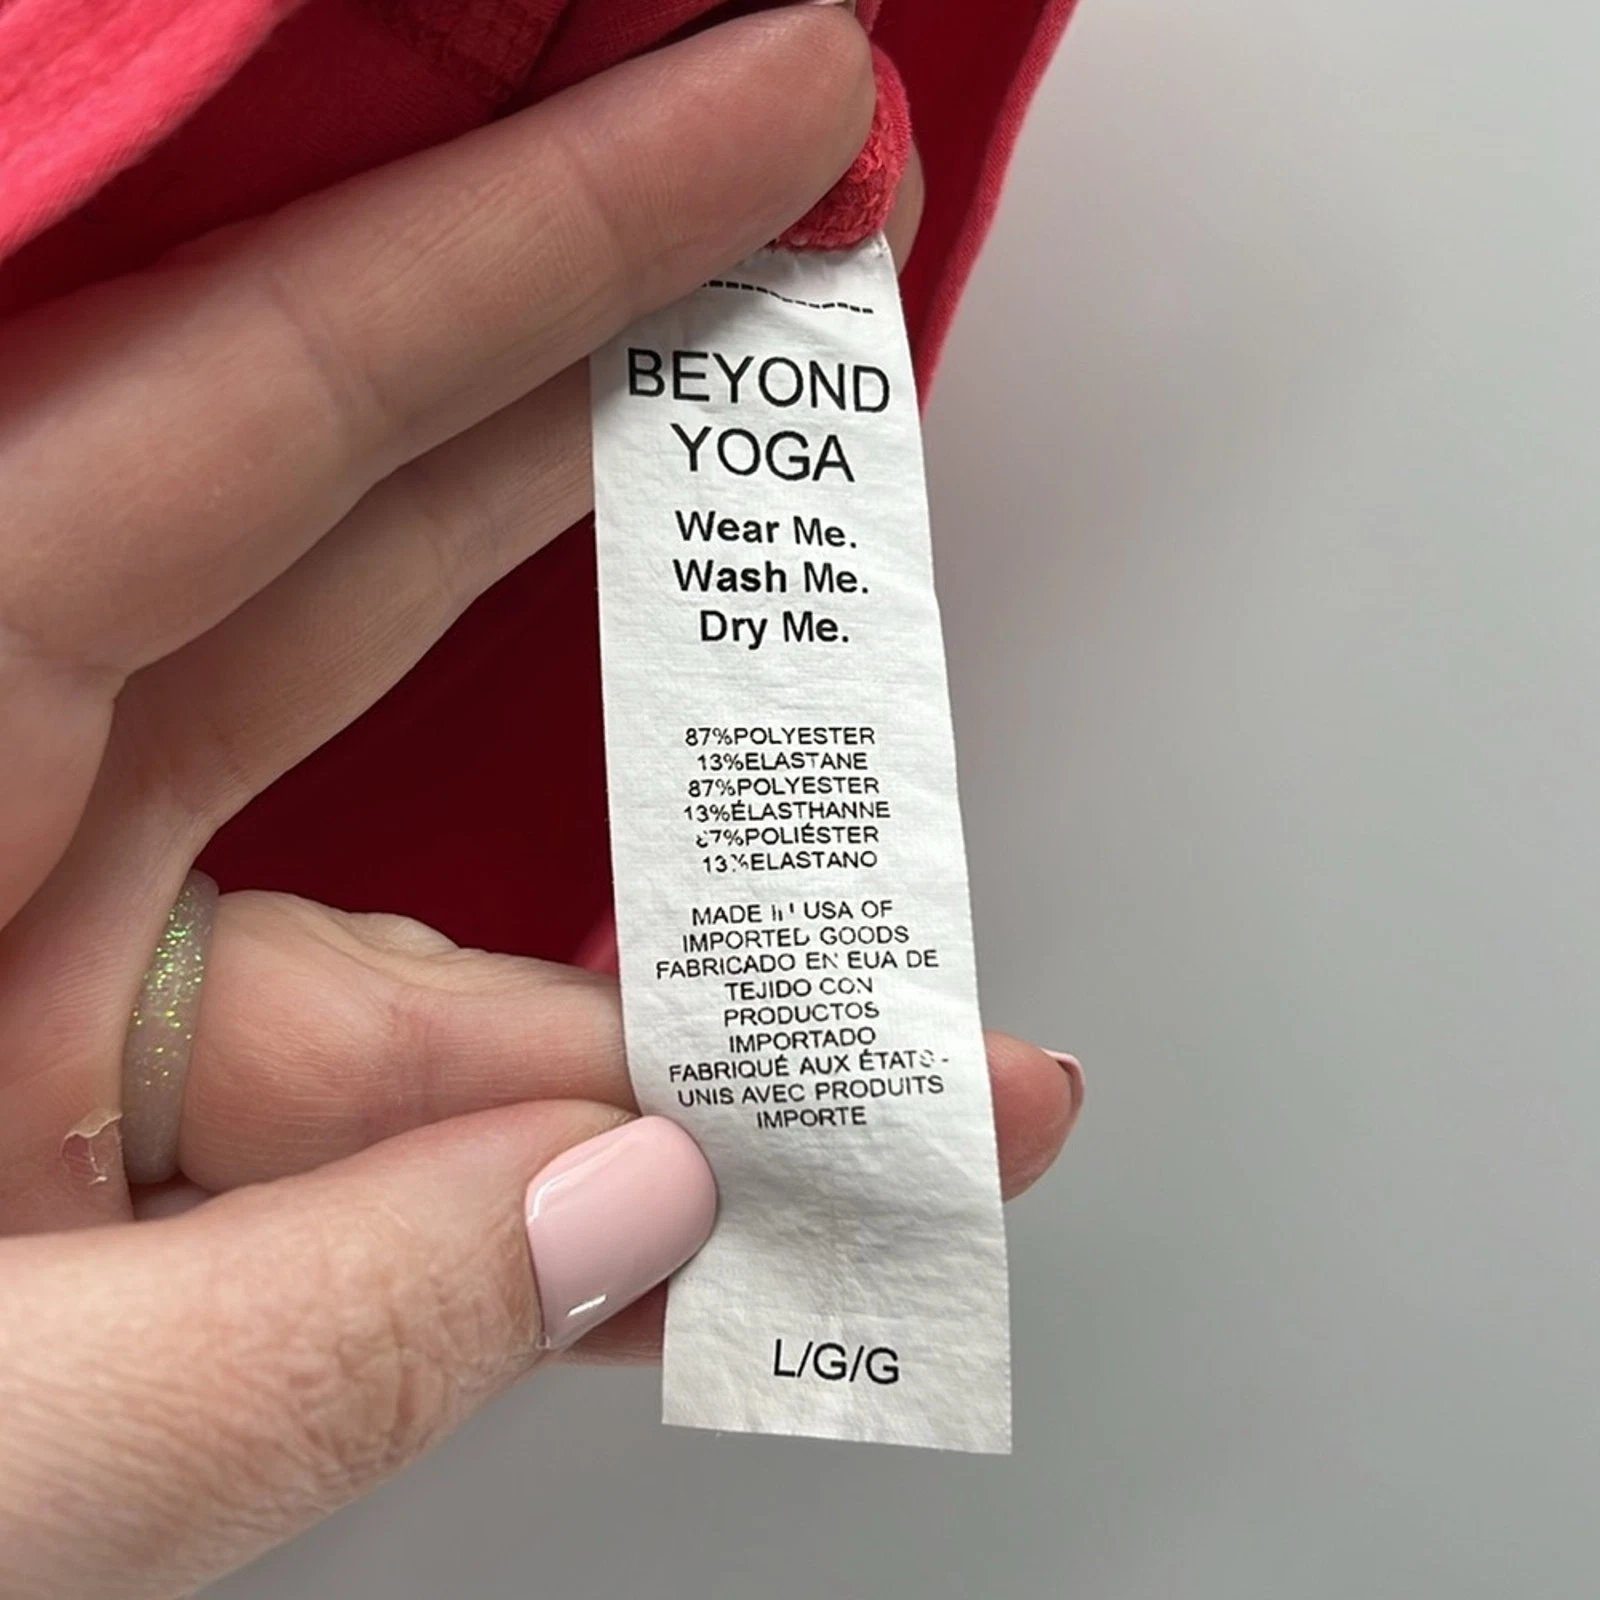 BEYOND
YOGA
Wear Me.
Wash Me.
Dry Me.
87%POLYESTER
13%ELASTANE
87%POLYESTER
13%ÉLASTHANNE
87%POLIÉSTER
13%ELASTANO
MADE IN USA OF
IMPORTED GOODS
FABRICADO EN EUA DE
TEJIDO CON
PRODUCTOS
IMPORTADO
FABRIQUÉ AUX ÉTATS-
UNIS AVEC PRODUITS
IMPORTE
L/G/G